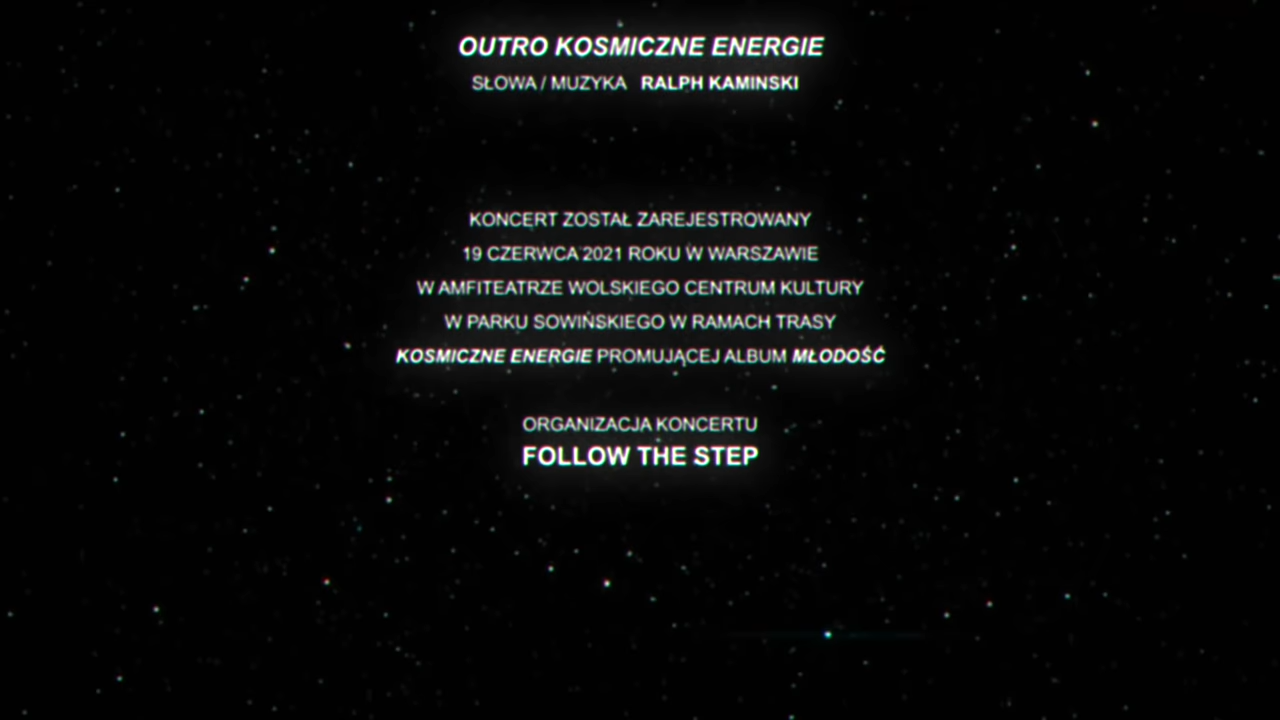 OUTRO KOSMICZNE ENERGIE
SŁOWA / MUZYKA RALPH KAMINSKI
KONCERT ZOSTAŁ ZAREJESTROWANY
19 CZERWCA 2021 ROKU W WARSZAWIE
W AMFITEATRZE WOLSKIEGO CENTRUM KULTURY
W PARKU SOWIŃSKIEGO W RAMACH TRASY
KOSMICZNE ENERGIE PROMUJĄCEJ ALBUM MŁODOŚĆ
ORGANIZACJA KONCERTU
FOLLOW THE STEP